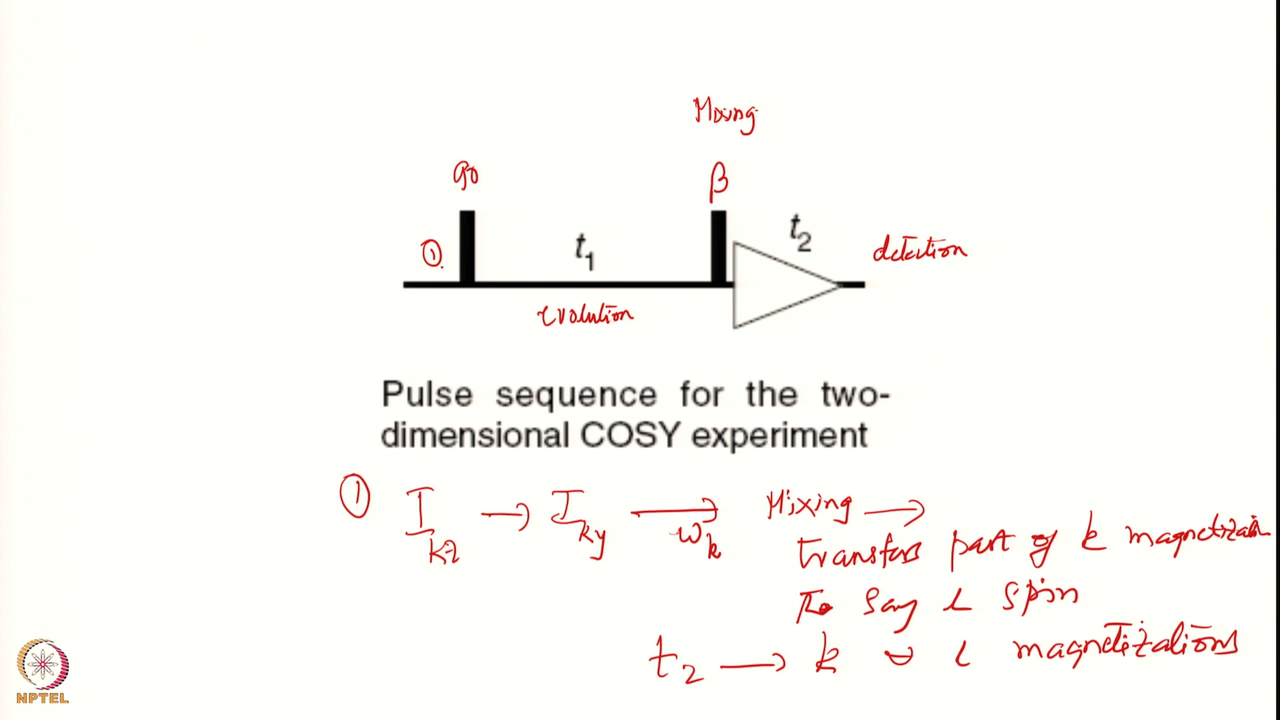 Mixing
90
β
① t₁ t₂ detection
evolution
Pulse sequence for the two-
dimensional COSY experiment
① I_kz → I_ky → ω_k Mixing →
transfers part of k magnetization
to say l spin
t₂ → k l magnetizations
NPTEL